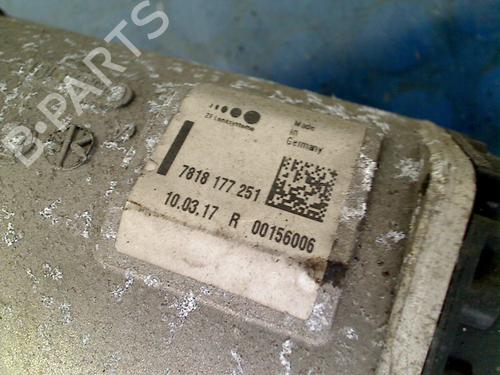 B-PARTS
ZF Lenksysteme
Made
in
Germany
7818 177 251
10.03.17 R 00156006